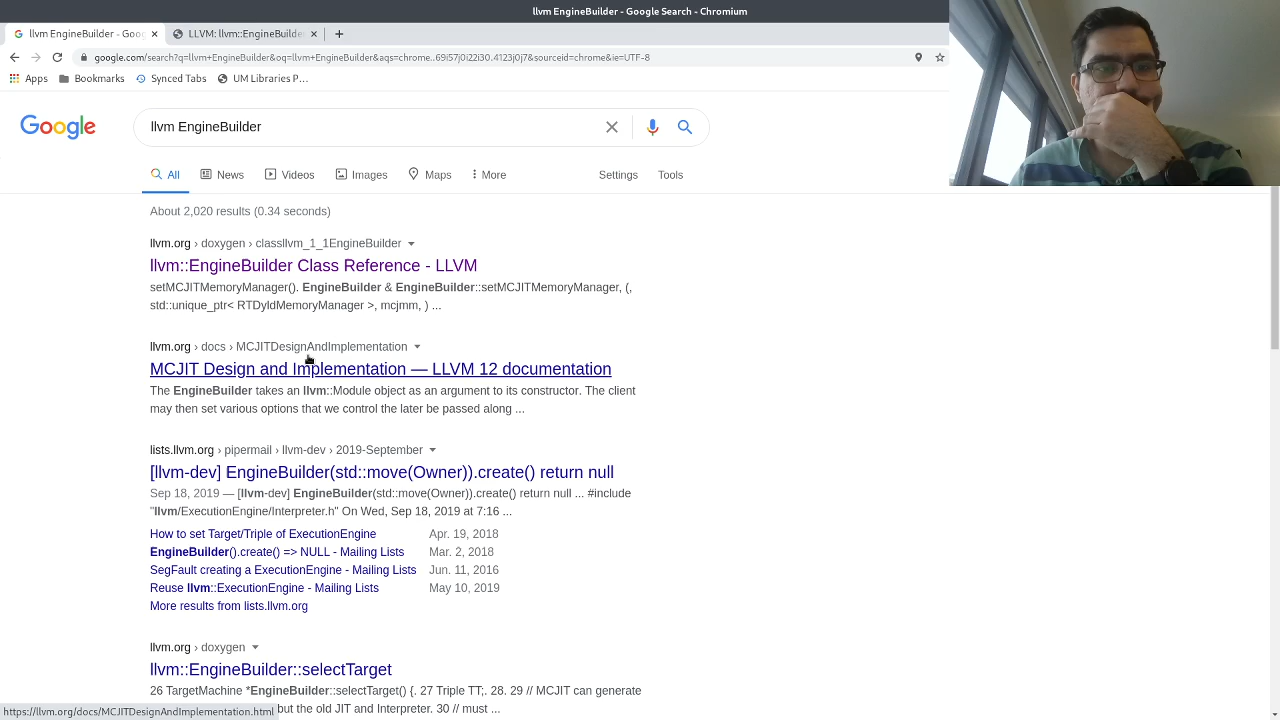 llvm EngineBuilder - Google Search - Chromium
llvm EngineBuilder - Goog
LLVM: llvm::EngineBuilde
google.com/search?q=llvm+EngineBuilder&oq=llvm+EngineBuilder&aqs=chrome..69i57j0i22i30.4123j0j7&sourceid=chrome&ie=UTF-8
Apps Bookmarks Synced Tabs UM Libraries P…
Google
llvm EngineBuilder
All News Videos Images Maps More Settings Tools
About 2,020 results (0.34 seconds)
llvm.org › doxygen › classllvm_1_1EngineBuilder
llvm::EngineBuilder Class Reference - LLVM
setMCJITMemoryManager(). EngineBuilder & EngineBuilder::setMCJITMemoryManager, (,
std::unique_ptr< RTDyldMemoryManager >, mcjmm, ) ...
llvm.org › docs › MCJITDesignAndImplementation
MCJIT Design and Implementation — LLVM 12 documentation
The EngineBuilder takes an llvm::Module object as an argument to its constructor. The client
may then set various options that we control the later be passed along ...
lists.llvm.org › pipermail › llvm-dev › 2019-September
[llvm-dev] EngineBuilder(std::move(Owner)).create() return null
Sep 18, 2019 — [llvm-dev] EngineBuilder(std::move(Owner)).create() return null ... #include
"llvm/ExecutionEngine/Interpreter.h" On Wed, Sep 18, 2019 at 7:16 ...
How to set Target/Triple of ExecutionEngine Apr. 19, 2018
EngineBuilder().create() => NULL - Mailing Lists Mar. 2, 2018
SegFault creating a ExecutionEngine - Mailing Lists Jun. 11, 2016
Reuse llvm::ExecutionEngine - Mailing Lists May 10, 2019
More results from lists.llvm.org
llvm.org › doxygen
llvm::EngineBuilder::selectTarget
26 TargetMachine *EngineBuilder::selectTarget() {. 27 Triple TT;. 28. 29 // MCJIT can generate
but the old JIT and Interpreter. 30 // must ...
https://llvm.org/docs/MCJITDesignAndImplementation.html